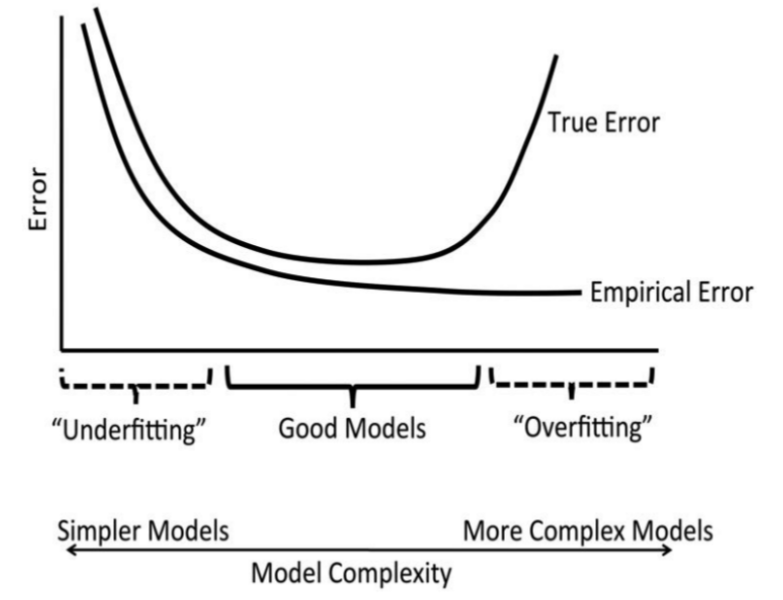 True Error
Error
Empirical Error
“Underfitting”
Good Models
“Overfitting”
Simpler Models
More Complex Models
Model Complexity